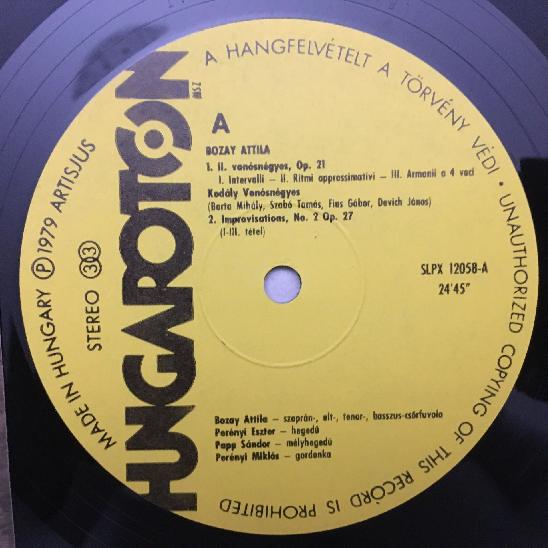 A HANGFELVÉTELT A TÖRVÉNY VÉDI • UNAUTHORIZED COPYING OF THIS RECORD IS PROHIBITED
MADE IN HUNGARY Ⓟ 1979 ARTISJUS
STEREO 33
HUNGAROTON
MSZ
A
BOZAY ATTILA
1. II. vonósnégyes, Op. 21
I. Intervalli – II. Ritmi approssimativi – III. Armonii a 4 voci
Kodály Vonósnégyes
(Barta Mihály, Szabó Tamás, Fias Gábor, Devich János)
2. Improvisations, No. 2 Op. 27
(I-III. tétel)
SLPX 12058-A
24'45"
Bozay Attila – szoprán-, alt-, tenor-, basszus-csőrfuvola
Perényi Eszter – hegedű
Papp Sándor – mélyhegedű
Perényi Miklós – gordonka